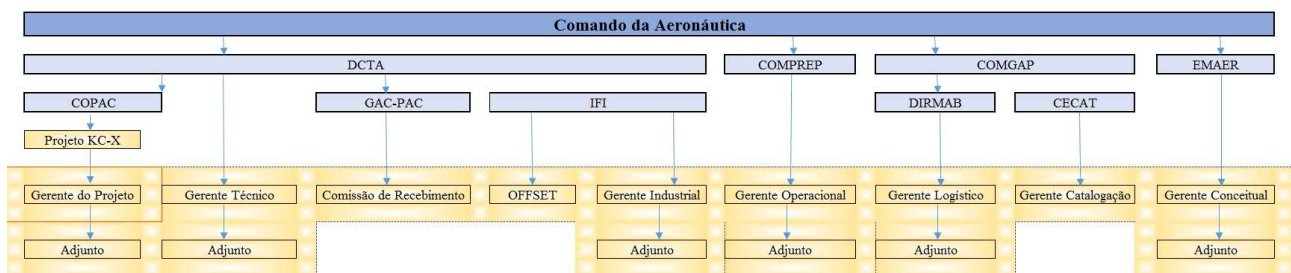 Comando da Aeronáutica
DCTA
COMPREP
COMGAP
EMAER
COPAC
GAC-PAC
IFI
DIRMAB
CECAT
Projeto KC-X
Gerente do Projeto
Gerente Técnico
Comissão de Recebimento
OFFSET
Gerente Industrial
Gerente Operacional
Gerente Logístico
Gerente Catalogação
Gerente Conceitual
Adjunto
Adjunto
Adjunto
Adjunto
Adjunto
Adjunto